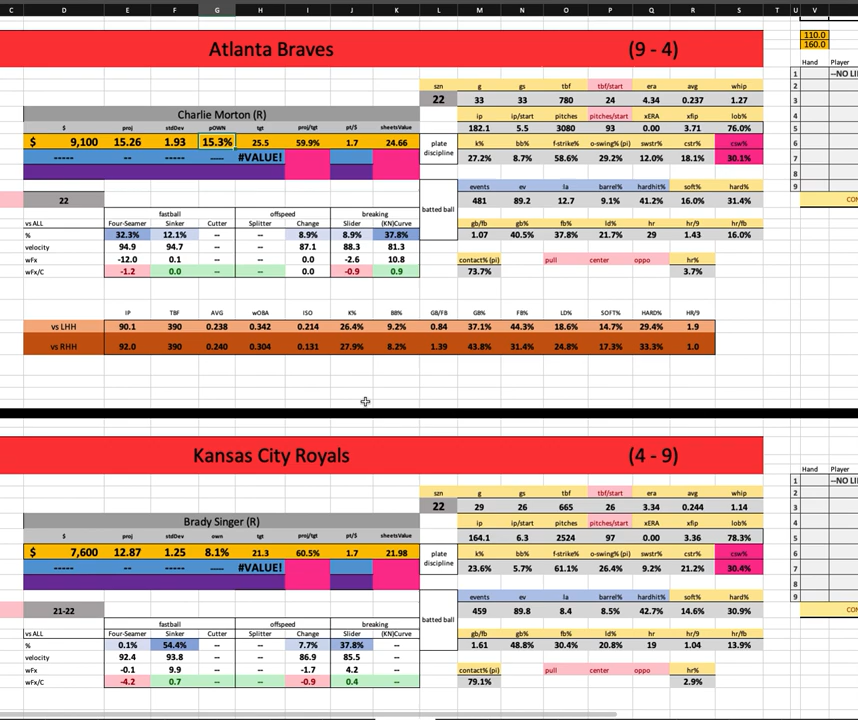 C D E F G H I J K L M N O P Q R S T U V
Atlanta Braves (9 - 4)
110.0
160.0
Hand Player
szn g gs tbf tbf/start era avg whip
1 --NO LI
22 33 33 780 24 4.34 0.237 1.27
2
3
Charlie Morton (R)
ip ip/start pitches pitches/start xERA xfip lob%
4
$ proj stdDev pOWN tgt proj/tgt pt/$ sheetsValue
182.1 5.5 3080 93 0.00 3.71 76.0%
5
$ 9,100 15.26 1.93 15.3% 25.5 59.9% 1.7 24.66
plate discipline
k% bb% f-strike% o-swing% (pi) swstr% cstr% csw%
6
----- -- ---- ----- #VALUE!
27.2% 8.7% 58.6% 29.2% 12.0% 18.1% 30.1%
7
8
batted ball
events ev la barrel% hardhit% soft% hard%
9
22
481 89.2 12.7 9.1% 41.2% 16.0% 31.4%
CON
fastball offspeed breaking
vs ALL Four-Seamer Sinker Cutter Splitter Change Slider (KN)Curve
gb/fb gb% fb% ld% hr hr/9 hr/fb
% 32.3% 12.1% -- -- 8.9% 8.9% 37.8%
1.07 40.5% 37.8% 21.7% 29 1.43 16.0%
velocity 94.9 94.7 -- -- 87.1 88.3 81.3
wFx -12.0 0.1 -- -- 0.0 -2.6 10.8
contact% (pi) pull center oppo hr%
wFx/C -1.2 0.0 -- -- 0.0 -0.9 0.9
73.7% 3.7%
IP TBF AVG wOBA ISO K% BB% GB/FB GB% FB% LD% SOFT% HARD% HR/9
vs LHH 90.1 390 0.238 0.342 0.214 26.4% 9.2% 0.84 37.1% 44.3% 18.6% 14.7% 29.4% 1.9
vs RHH 92.0 390 0.240 0.304 0.131 27.9% 8.2% 1.39 43.8% 31.4% 24.8% 17.3% 33.3% 1.0
Kansas City Royals (4 - 9)
Hand Player
1 --NO LI
szn g gs tbf tbf/start era avg whip
2
22 29 26 665 26 3.34 0.244 1.14
3
Brady Singer (R)
ip ip/start pitches pitches/start xERA xfip lob%
4
$ proj stdDev own tgt proj/tgt pt/$ sheetsValue
164.1 6.3 2524 97 0.00 3.36 78.3%
5
$ 7,600 12.87 1.25 8.1% 21.3 60.5% 1.7 21.98
plate discipline
k% bb% f-strike% o-swing% (pi) swstr% cstr% csw%
6
----- -- ---- ----- #VALUE!
23.6% 5.7% 61.1% 26.4% 9.2% 21.2% 30.4%
7
8
batted ball
events ev la barrel% hardhit% soft% hard%
9
21-22
459 89.8 8.4 8.5% 42.7% 14.6% 30.9%
CON
fastball offspeed breaking
vs ALL Four-Seamer Sinker Cutter Splitter Change Slider (KN)Curve
gb/fb gb% fb% ld% hr hr/9 hr/fb
% 0.1% 54.4% -- -- 7.7% 37.8% --
1.61 48.8% 30.4% 20.8% 19 1.04 13.9%
velocity 92.4 93.8 -- -- 86.9 85.5 --
wFx -0.1 9.9 -- -- -1.7 4.2 --
contact% (pi) pull center oppo hr%
wFx/C -4.2 0.7 -- -- -0.9 0.4 --
79.1% 2.9%